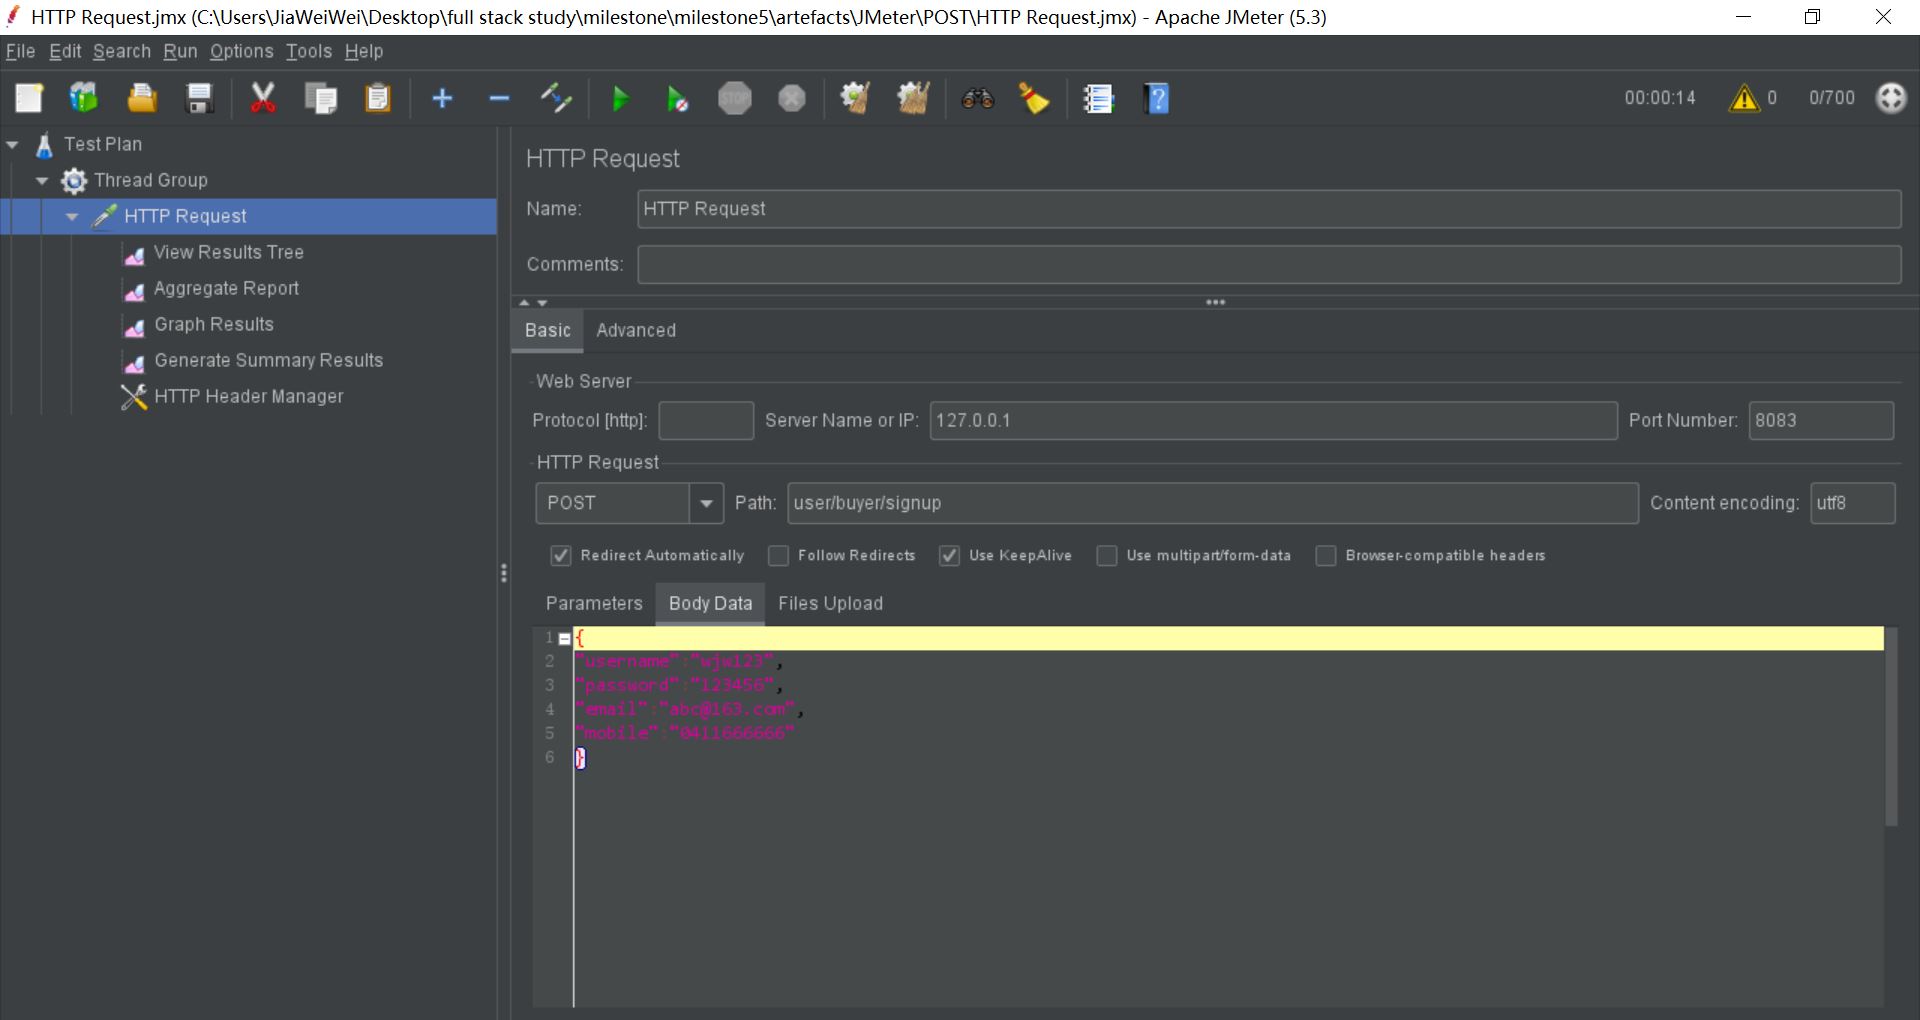 HTTP Request.jmx (C:\Users\JiaWeiWei\Desktop\full stack study\milestone\milestone5\artefacts\JMeter\POST\HTTP Request.jmx) - Apache JMeter (5.3)
File Edit Search Run Options Tools Help
STOP 00:00:14 0 0/700
Test Plan
Thread Group
HTTP Request
View Results Tree
Aggregate Report
Graph Results
Generate Summary Results
HTTP Header Manager
HTTP Request
Name: HTTP Request
Comments:
Basic Advanced
Web Server
Protocol [http]: Server Name or IP: 127.0.0.1 Port Number: 8083
HTTP Request
POST Path: user/buyer/signup Content encoding: utf8
Redirect Automatically Follow Redirects Use KeepAlive Use multipart/form-data Browser-compatible headers
Parameters Body Data Files Upload
1 {
2 "username":"wjw123",
3 "password":"123456",
4 "email":"abc@163.com",
5 "mobile":"0411666666"
6 }